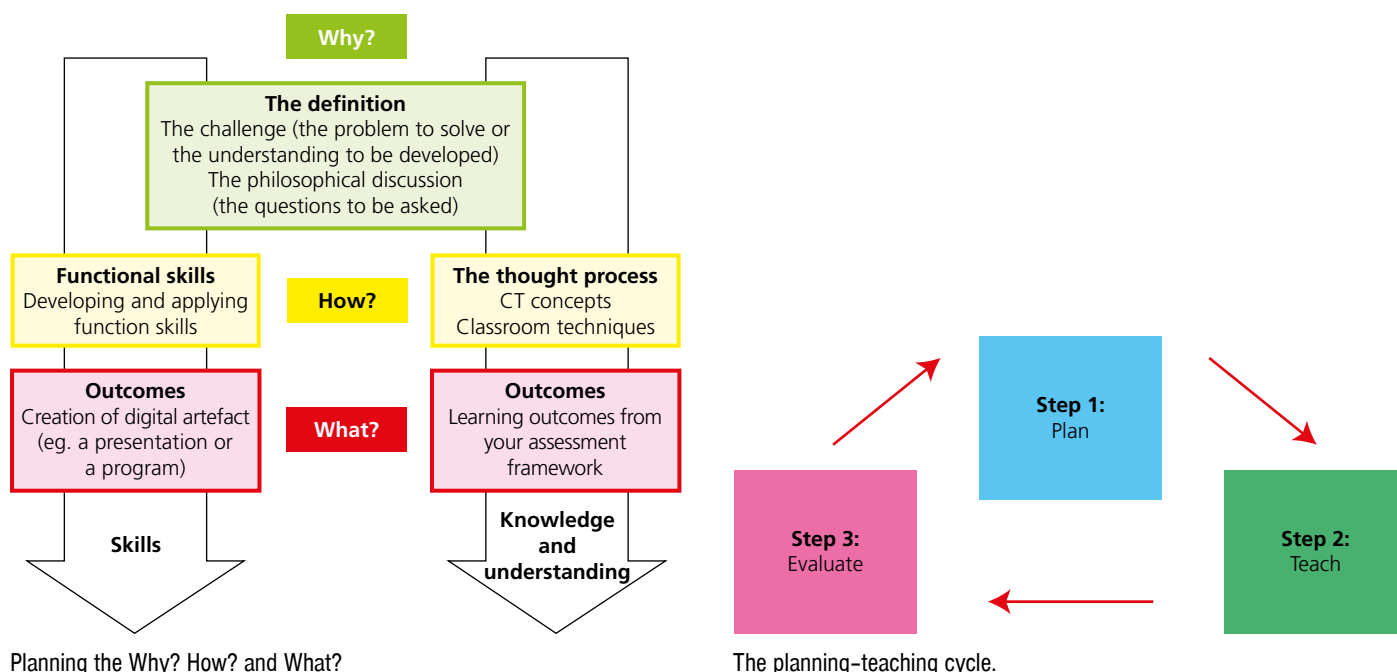 Why?
The definition
The challenge (the problem to solve or
the understanding to be developed)
The philosophical discussion
(the questions to be asked)
Functional skills
Developing and applying
function skills
How?
The thought process
CT concepts
Classroom techniques
Outcomes
Creation of digital artefact
(eg. a presentation or
a program)
What?
Outcomes
Learning outcomes from
your assessment
framework
Skills
Knowledge
and
understanding
Planning the Why? How? and What?
Step 1:
Plan
Step 2:
Teach
Step 3:
Evaluate
The planning–teaching cycle.